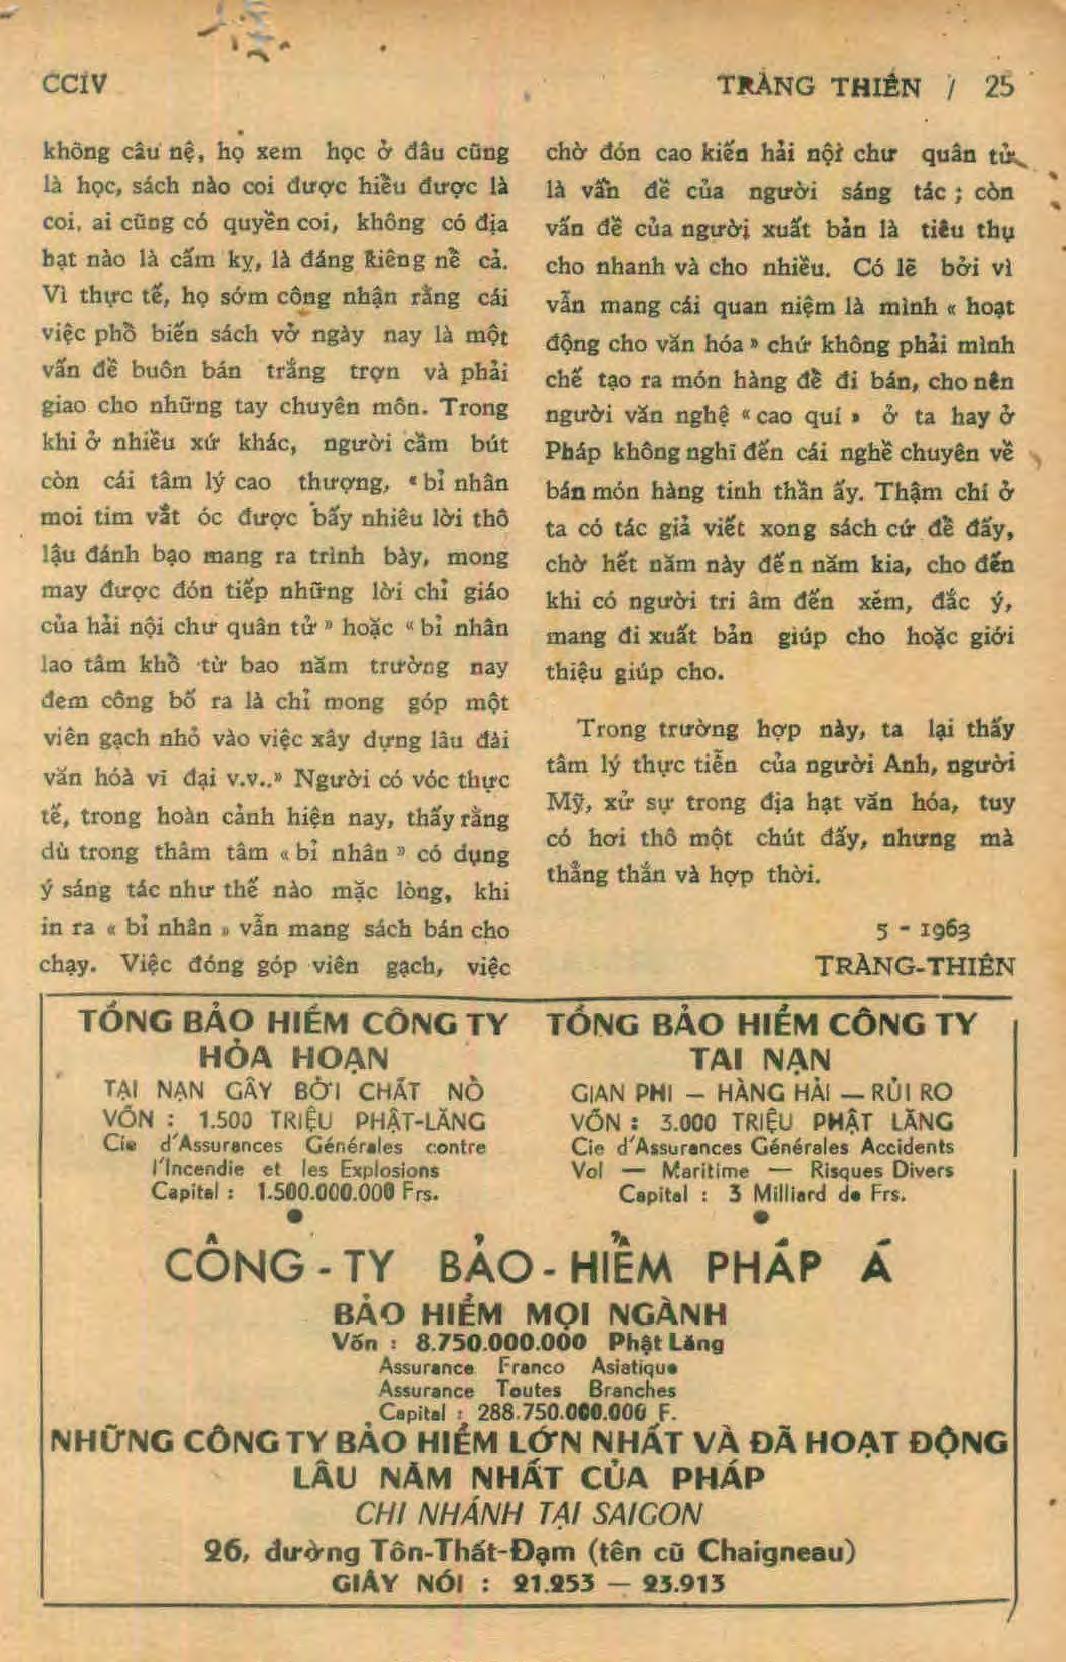 CCIV
TRÀNG THIÊN / 25
không câu nệ, họ xem học ở đâu cũng
là học, sách nào coi được hiểu được là
coi, ai cũng có quyền coi, không có địa
hạt nào là cấm kỵ, là đáng kiêng nề cả.
Vì thực tế, họ sớm công nhận rằng cái
việc phổ biến sách vở ngày nay là một
vấn đề buôn bán trắng trợn và phải
giao cho những tay chuyên môn. Trong
khi ở nhiều xứ khác, người cầm bút
còn cái tâm lý cao thượng, « bỉ nhân
moi tim vắt óc được bấy nhiêu lời thô
lậu đánh bạo mang ra trình bày, mong
may được đón tiếp những lời chỉ giáo
của hải nội chư quân tử » hoặc « bỉ nhân
lao tâm khổ tứ bao năm trường nay
đem công bố ra là chỉ mong góp một
viên gạch nhỏ vào việc xây dựng lâu đài
văn hóà vĩ đại v.v..» Người có vóc thực
tế, trong hoàn cảnh hiện nay, thấy rằng
dù trong thâm tâm « bỉ nhân » có dụng
ý sáng tác như thế nào mặc lòng, khi
in ra « bỉ nhân » vẫn mang sách bán cho
chạy. Việc đóng góp viên gạch, việc
chờ đón cao kiến hải nội chư quân tử
là vấn đề của người sáng tác ; còn
vấn đề của người xuất bản là tiêu thụ
cho nhanh và cho nhiều. Có lẽ bởi vì
vẫn mang cái quan niệm là mình « hoạt
động cho văn hóa » chứ không phải mình
chế tạo ra món hàng để đi bán, cho nên
người văn nghệ « cao quí » ở ta hay ở
Pháp không nghĩ đến cái nghề chuyên về
bán món hàng tinh thần ấy. Thậm chí ở
ta có tác giả viết xong sách cứ để đấy,
chờ hết năm này đến năm kia, cho đến
khi có người tri âm đến xém, đắc ý,
mang đi xuất bản giúp cho hoặc giới
thiệu giúp cho.
Trong trường hợp này, ta lại thấy
tâm lý thực tiễn của người Anh, người
Mỹ, xử sự trong địa hạt văn hóa, tuy
có hơi thô một chút đấy, nhưng mà
thẳng thắn và hợp thời.
5 - 1963
TRÀNG-THIÊN
TỔNG BẢO HIỂM CÔNG TY
HỎA HOẠN
TẠI NẠN GÂY BỞI CHẤT NỔ
VỐN : 1.500 TRIỆU PHẬT-LĂNG
Cie d'Assurances Générales contre
l'Incendie et les Explosions
Capital : 1.500.000.000 Frs.
TỔNG BẢO HIỂM CÔNG TY
TAI NẠN
GIAN PHI — HÀNG HẢI — RỦI RO
VỐN : 3.000 TRIỆU PHẬT LĂNG
Cie d'Assurances Générales Accidents
Vol — Maritime — Risques Divers
Capital : 3 Milliard de Frs.
CÔNG - TY BẢO - HIỂM PHÁP Á
BẢO HIỂM MỌI NGÀNH
Vốn : 8.750.000.000 Phật Lăng
Assurance Franco Asiatique
Assurance Toutes Branches
Capital : 288.750.000.000 F.
NHỮNG CÔNG TY BẢO HIỂM LỚN NHẤT VÀ ĐÃ HOẠT ĐỘNG
LÂU NĂM NHẤT CỦA PHÁP
CHI NHÁNH TẠI SAIGON
26, đường Tôn-Thất-Đạm (tên cũ Chaigneau)
GIÂY NÓI : 21.253 — 23.913